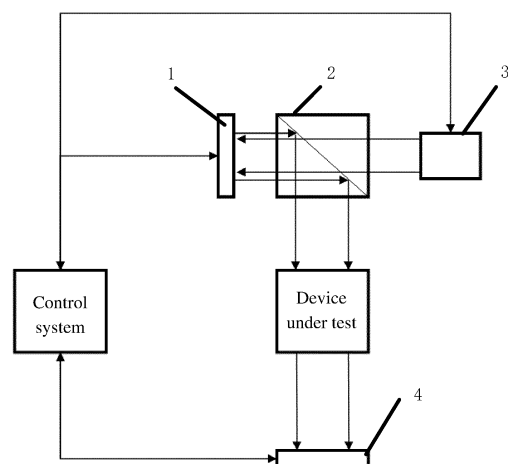 1
2
3
Control
system
Device
under test
4